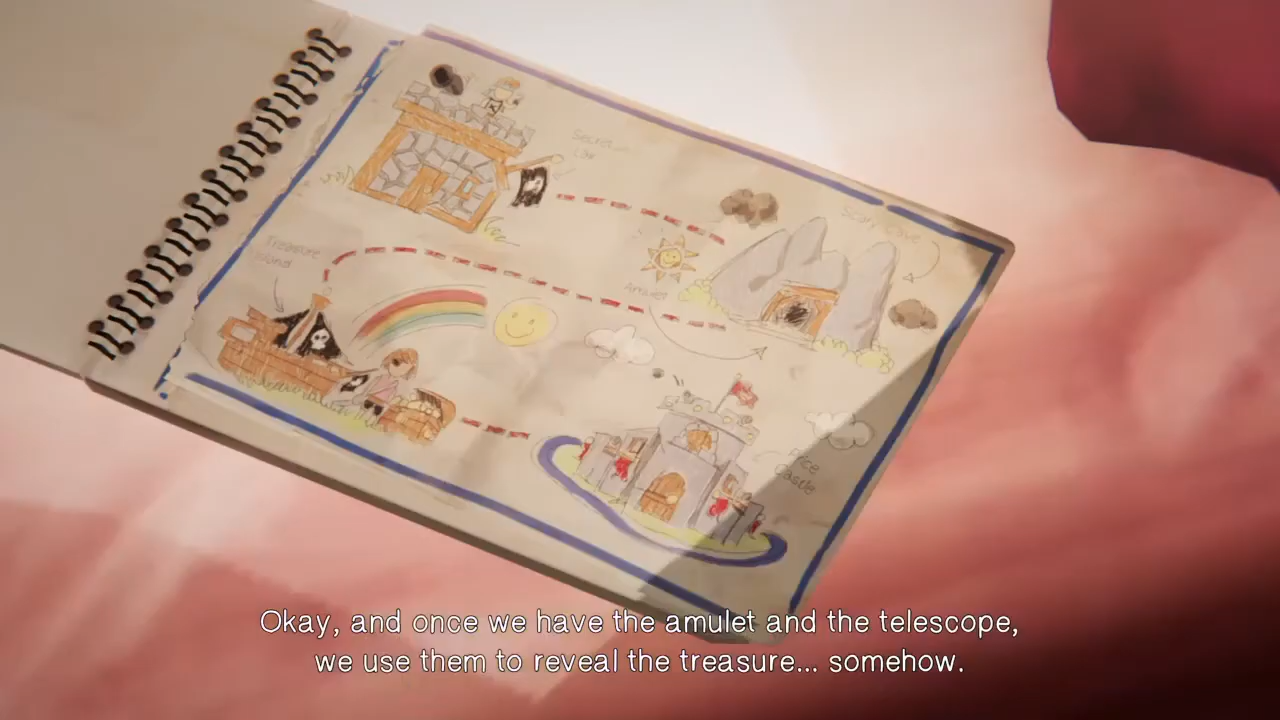 Secret
Lair
Scary Cove
Treasure
Island
Amulet
Castle
Okay, and once we have the amulet and the telescope,
we use them to reveal the treasure... somehow.